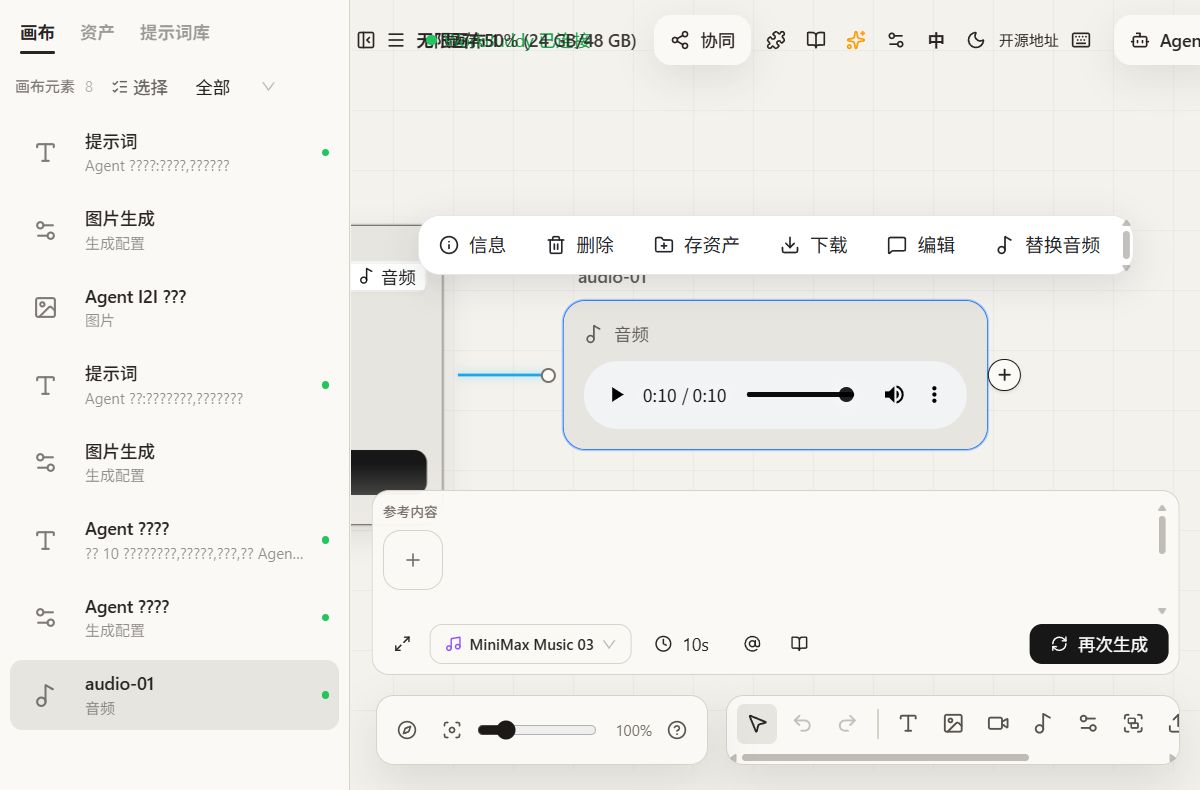 画布 资产 提示词库
画布元素 8 选择 全部
提示词
Agent ????:????,??????
图片生成
生成配置
Agent I2I ???
图片
提示词
Agent ??:???????,???????
图片生成
生成配置
Agent ????
?? 10 ????????,?????,???,?? Agen...
Agent ????
生成配置
audio-01
音频
50% (24 GB/48 GB) 协同 中 开源地址 Agen
信息 删除 存资产 下载 编辑 替换音频
音频
audio-01
音频
0:10 / 0:10
参考内容
MiniMax Music 03 10s 再次生成
100%